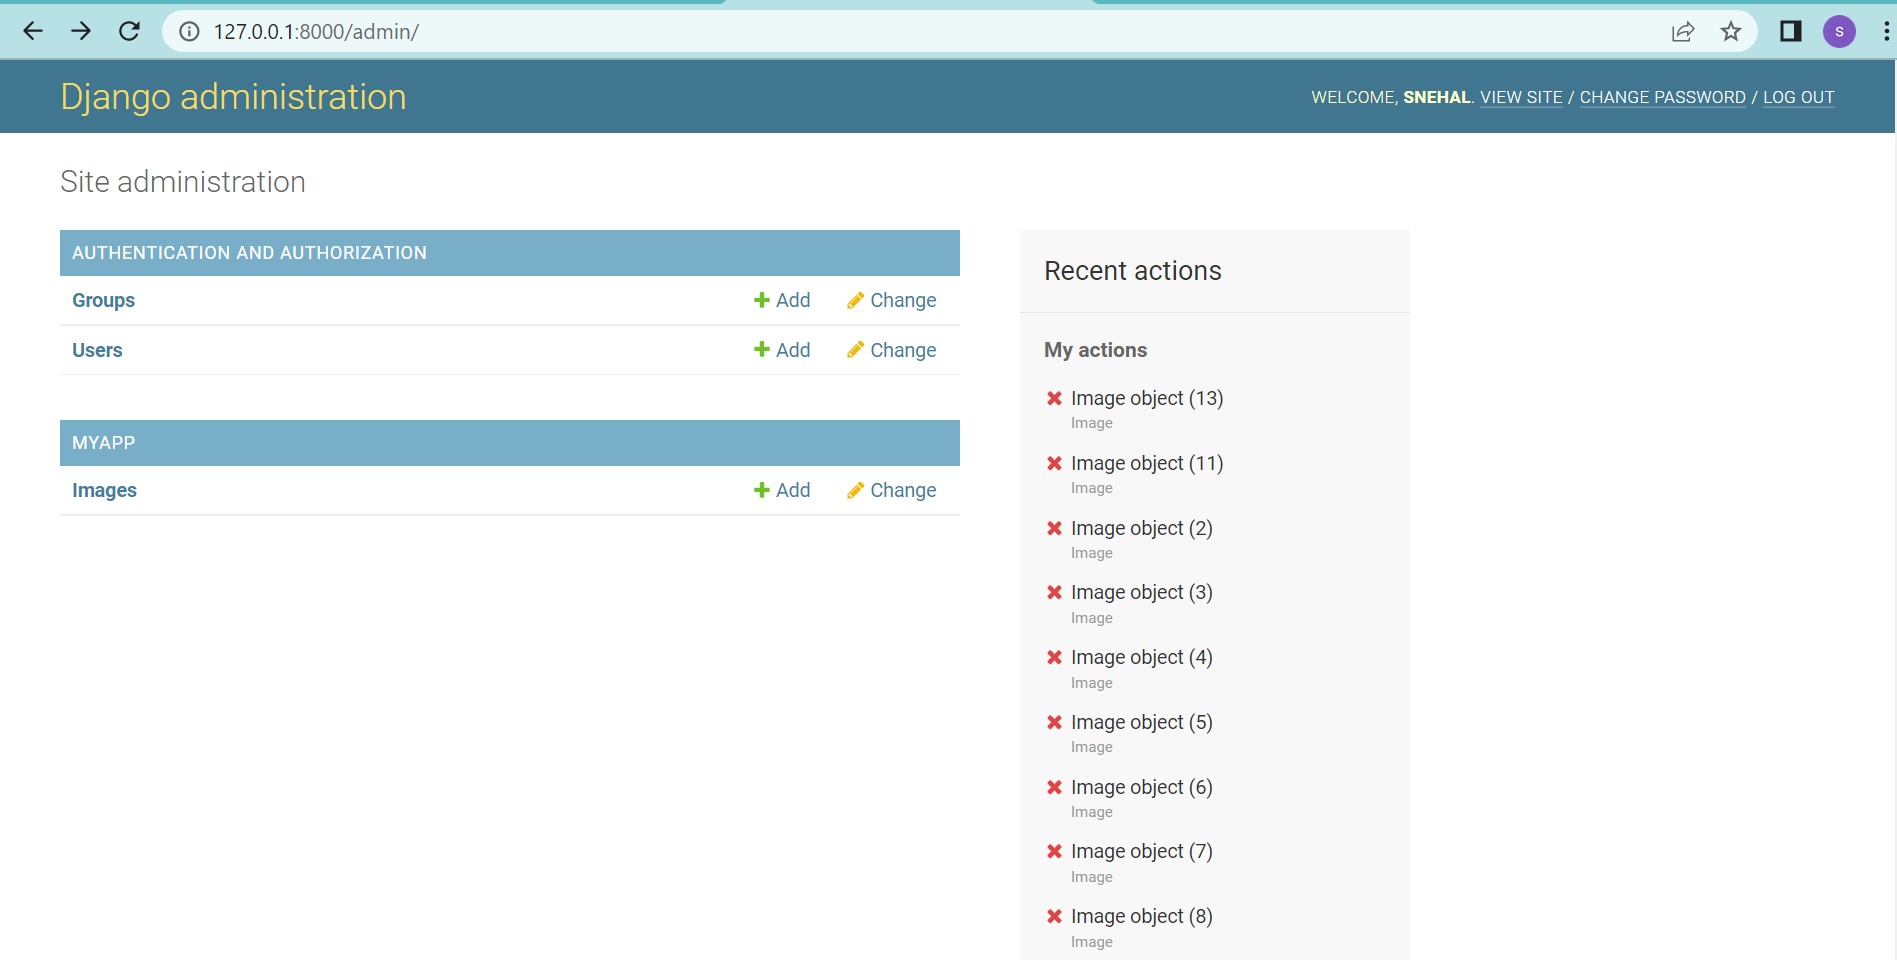 127.0.0.1:8000/admin/
S
Django administration
WELCOME, SNEHAL. VIEW SITE / CHANGE PASSWORD / LOG OUT
Site administration
AUTHENTICATION AND AUTHORIZATION
Groups Add Change
Users Add Change
MYAPP
Images Add Change
Recent actions
My actions
Image object (13)
Image
Image object (11)
Image
Image object (2)
Image
Image object (3)
Image
Image object (4)
Image
Image object (5)
Image
Image object (6)
Image
Image object (7)
Image
Image object (8)
Image